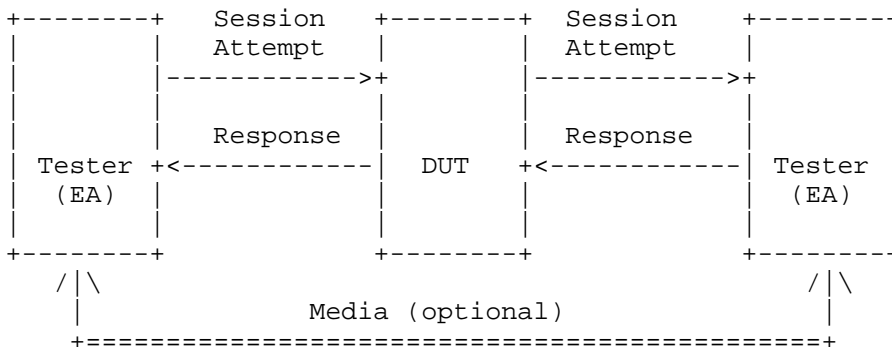 Session Session
Attempt Attempt
Response Response
Tester DUT Tester
(EA) (EA)
Media (optional)